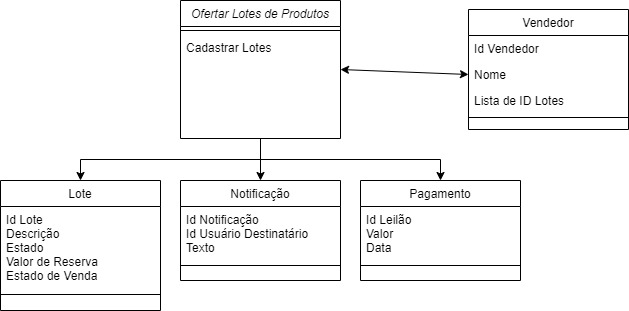 Ofertar Lotes de Produtos
Cadastrar Lotes
Vendedor
Id Vendedor
Nome
Lista de ID Lotes
Lote
Id Lote
Descrição
Estado
Valor de Reserva
Estado de Venda
Notificação
Id Notificação
Id Usuário Destinatário
Texto
Pagamento
Id Leilão
Valor
Data